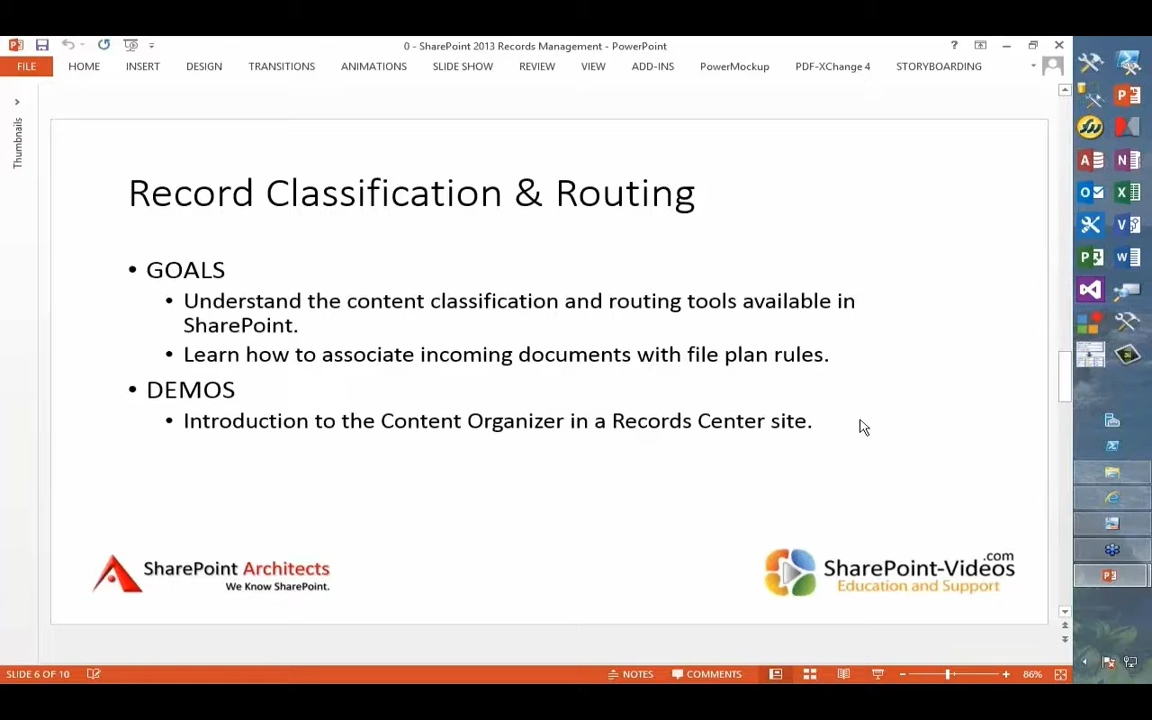 0 - SharePoint 2013 Records Management - PowerPoint
FILE HOME INSERT DESIGN TRANSITIONS ANIMATIONS SLIDE SHOW REVIEW VIEW ADD-INS PowerMockup PDF-XChange 4 STORYBOARDING
Thumbnails
Record Classification & Routing
• GOALS
• Understand the content classification and routing tools available in
SharePoint.
• Learn how to associate incoming documents with file plan rules.
• DEMOS
• Introduction to the Content Organizer in a Records Center site.
SharePoint Architects
We Know SharePoint.
.com
SharePoint-Videos
Education and Support
SLIDE 6 OF 10 NOTES COMMENTS 86%